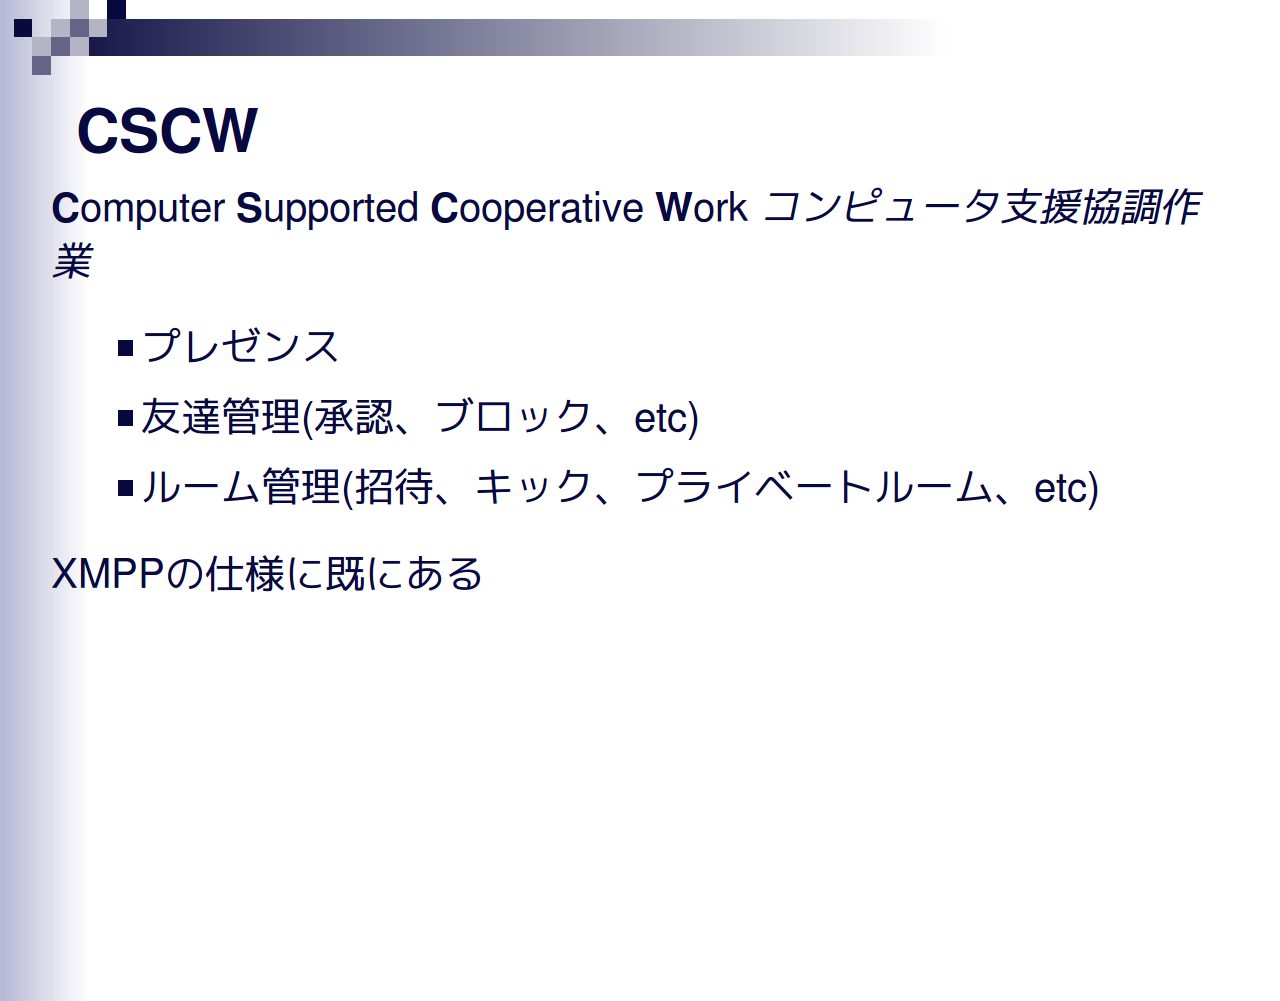 CSCW
Computer Supported Cooperative Work コンピュータ支援協調作
業
プレゼンス
友達管理(承認、ブロック、etc)
ルーム管理(招待、キック、プライベートルーム、etc)
XMPPの仕様に既にある